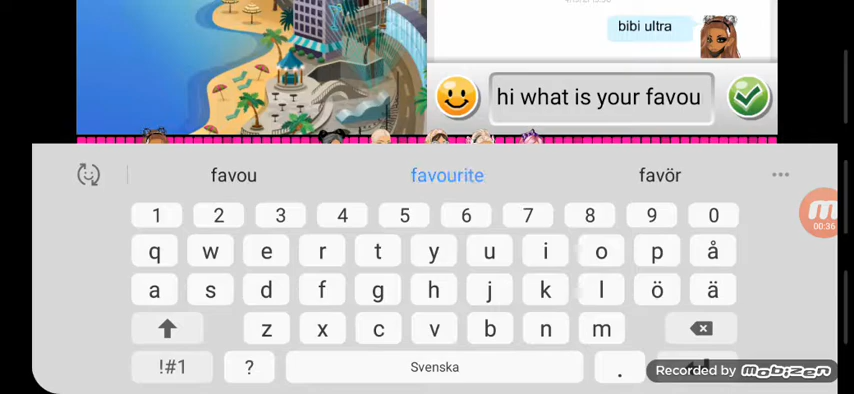 bibi ultra
hi what is your favou
favou favourite favör
1 2 3 4 5 6 7 8 9 0
q w e r t y u i o p å
a s d f g h j k l ö ä
z x c v b n m
!#1 ? Svenska .
00:36
Recorded by mobizen